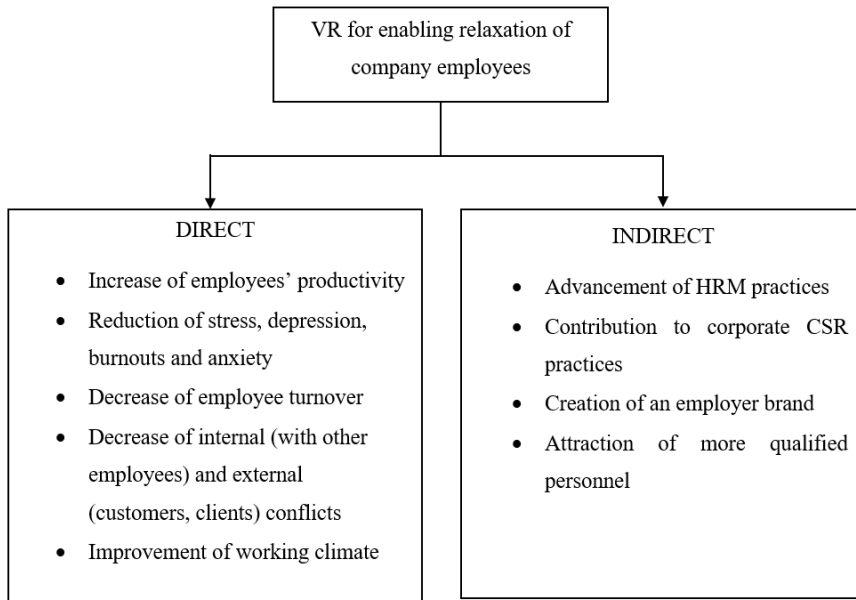 VR for enabling relaxation of
company employees
DIRECT
• Increase of employees’ productivity
• Reduction of stress, depression,
burnouts and anxiety
• Decrease of employee turnover
• Decrease of internal (with other
employees) and external
(customers, clients) conflicts
• Improvement of working climate
INDIRECT
• Advancement of HRM practices
• Contribution to corporate CSR
practices
• Creation of an employer brand
• Attraction of more qualified
personnel